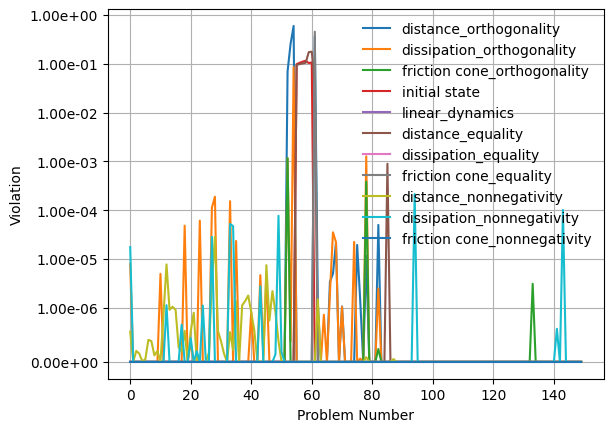 1.00e+00
1.00e-01
1.00e-02
1.00e-03
1.00e-04
1.00e-05
1.00e-06
0.00e+00
Violation
distance_orthogonality
dissipation_orthogonality
friction cone_orthogonality
initial state
linear_dynamics
distance_equality
dissipation_equality
friction cone_equality
distance_nonnegativity
dissipation_nonnegativity
friction cone_nonnegativity
0 20 40 60 80 100 120 140
Problem Number